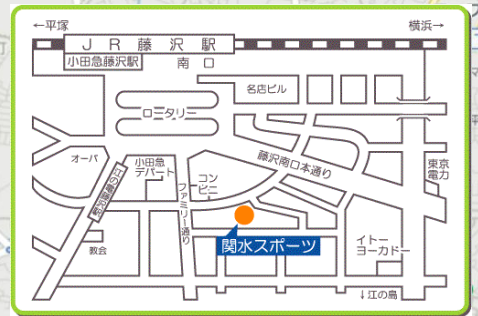 ←平塚
横浜→
JR藤沢駅
小田急藤沢駅
南口
名店ビル
ロータリー
藤沢南口本通り
オーパ
小田急
デパート
コン
ビニ
東京
電力
ファミリー通り
関水スポーツ
教会
イトー
ヨーカドー
↓江の島